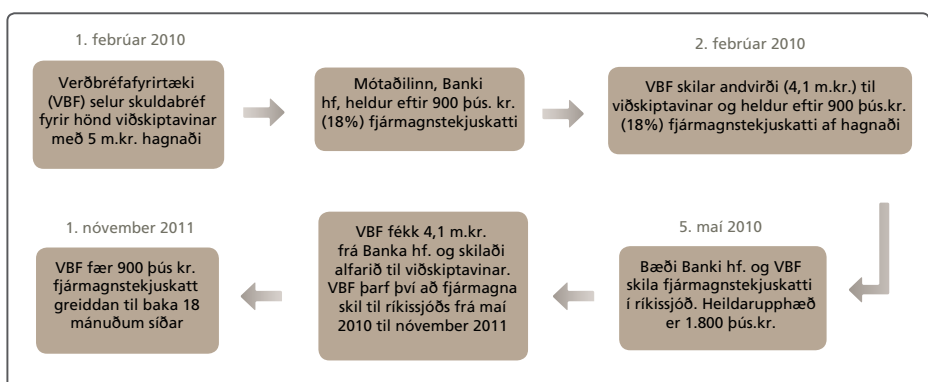 1. febrúar 2010
Verðbréfafyrirtæki
(VBF) selur skuldabréf
fyrir hönd viðskiptavinar
með 5 m.kr. hagnaði
Mótaðilinn, Banki
hf, heldur eftir 900 þús. kr.
(18%) fjármagnstekjuskatti
2. febrúar 2010
VBF skilar andvirði (4,1 m.kr.) til
viðskiptavinar og heldur eftir 900 þús.kr.
(18%) fjármagnstekjuskatti af hagnaði
5. maí 2010
Bæði Banki hf. og VBF
skila fjármagnstekjuskatti
í ríkissjóð. Heildarupphæð
er 1.800 þús.kr.
VBF fékk 4,1 m.kr.
frá Banka hf. og skilaði
alfarið til viðskiptavinar.
VBF þarf því að fjármagna
skil til ríkissjóðs frá maí
2010 til nóvember 2011
1. nóvember 2011
VBF fær 900 þús kr.
fjármagnstekjuskatt
greiddan til baka 18
mánuðum síðar